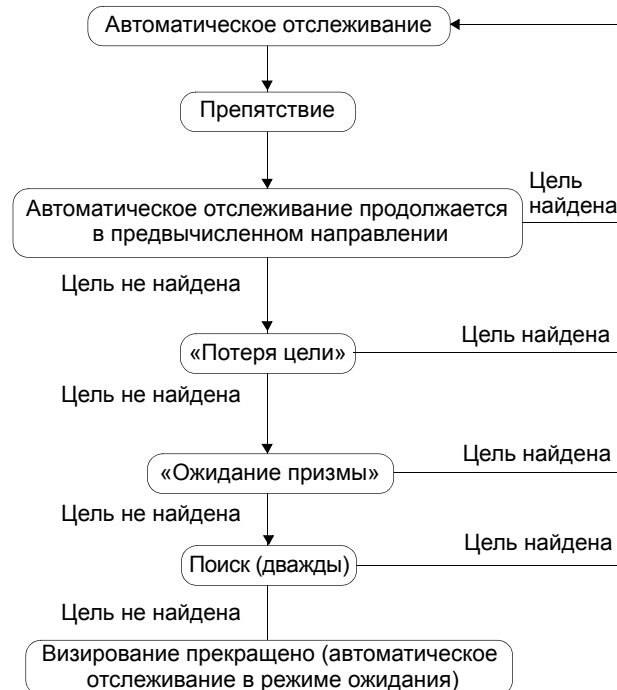 Автоматическое отслеживание
Препятствие
Цель
найдена
Автоматическое отслеживание продолжается
в предвычисленном направлении
Цель не найдена
Цель найдена
«Потеря цели»
Цель не найдена
Цель найдена
«Ожидание призмы»
Цель не найдена
Цель найдена
Поиск (дважды)
Цель не найдена
Визирование прекращено (автоматическое
отслеживание в режиме ожидания)